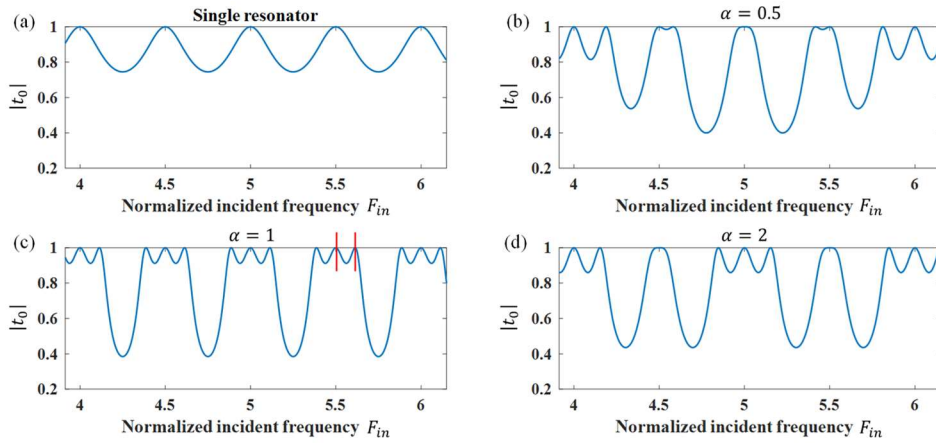 (a)
Single resonator
|t₀|
1
0.8
0.6
0.4
0.2
4
4.5
5
5.5
6
Normalized incident frequency F_in
(b)
α = 0.5
|t₀|
1
0.8
0.6
0.4
0.2
4
4.5
5
5.5
6
Normalized incident frequency F_in
(c)
α = 1
|t₀|
1
0.8
0.6
0.4
0.2
4
4.5
5
5.5
6
Normalized incident frequency F_in
(d)
α = 2
|t₀|
1
0.8
0.6
0.4
0.2
4
4.5
5
5.5
6
Normalized incident frequency F_in